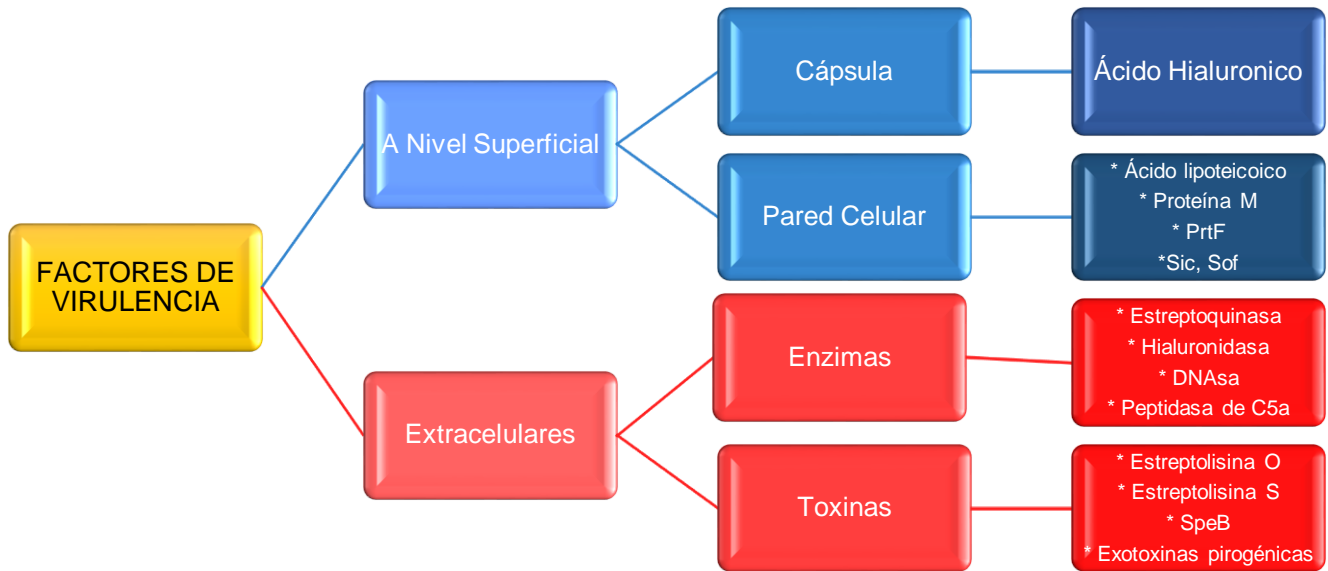 FACTORES DE
VIRULENCIA
A Nivel Superficial
Cápsula
Ácido Hialuronico
Pared Celular
* Ácido lipoteicoico
* Proteína M
* PrtF
*Sic, Sof
Extracelulares
Enzimas
* Estreptoquinasa
* Hialuronidasa
* DNAsa
* Peptidasa de C5a
Toxinas
* Estreptolisina O
* Estreptolisina S
* SpeB
* Exotoxinas pirogénicas